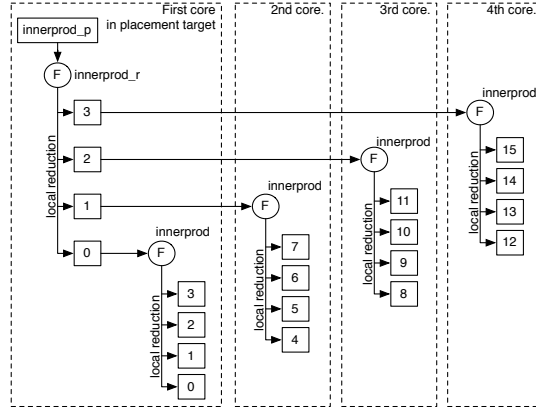 First core
in placement target
2nd core.
3rd core.
4th core.
innerprod_p
F
innerprod_r
local reduction
3
2
1
0
innerprod
F
local reduction
3
2
1
0
innerprod
F
local reduction
7
6
5
4
innerprod
F
local reduction
11
10
9
8
innerprod
F
local reduction
15
14
13
12